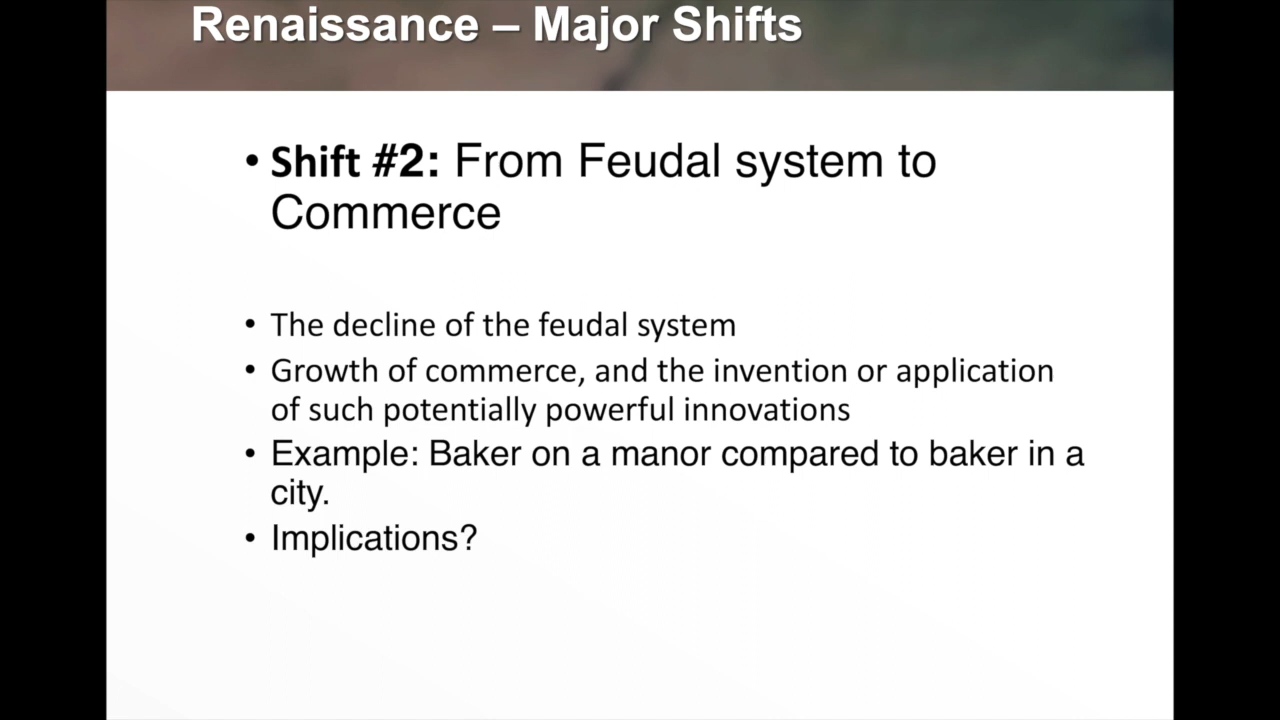 Renaissance – Major Shifts
• Shift #2: From Feudal system to
Commerce
• The decline of the feudal system
• Growth of commerce, and the invention or application
of such potentially powerful innovations
• Example: Baker on a manor compared to baker in a
city.
• Implications?